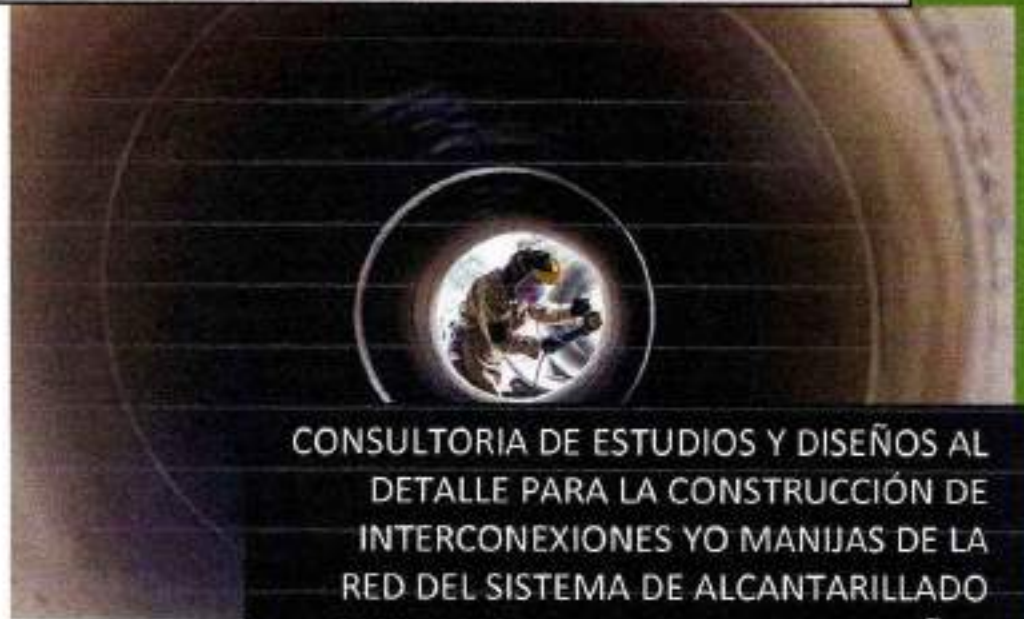 CONSULTORIA DE ESTUDIOS Y DISEÑOS AL
DETALLE PARA LA CONSTRUCCIÓN DE
INTERCONEXIONES YO MANIJAS DE LA
RED DEL SISTEMA DE ALCANTARILLADO